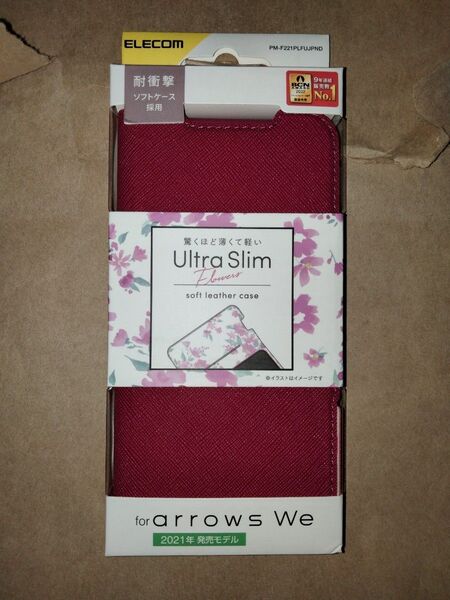 ELECOM
PM-F221PLFUJPND
耐衝撃
ソフトケース
採用
BCN
2022
9年連続
販売数
No.1
驚くほど薄くて軽い
Ultra Slim
Flowers
soft leather case
※イラストはイメージです
for arrows We
2021年 発売モデル